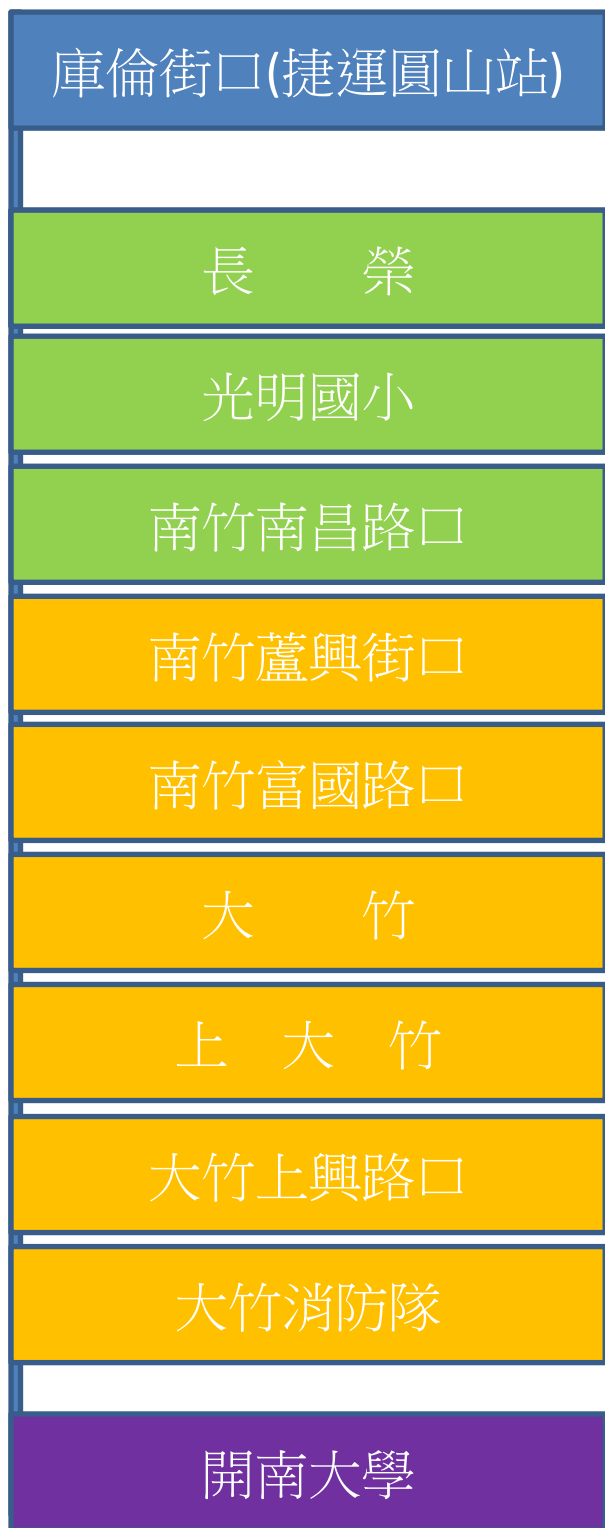 庫倫街口(捷運圓山站)
長　　榮
光明國小
南竹南昌路口
南竹蘆興街口
南竹富國路口
大　　竹
上　大　竹
大竹上興路口
大竹消防隊
開南大學